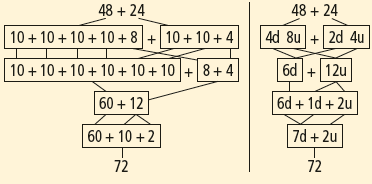 48 + 24
10 + 10 + 10 + 10 + 8 + 10 + 10 + 4
10 + 10 + 10 + 10 + 10 + 10 + 8 + 4
60 + 12
60 + 10 + 2
72
48 + 24
4d 8u + 2d 4u
6d + 12u
6d + 1d + 2u
7d + 2u
72